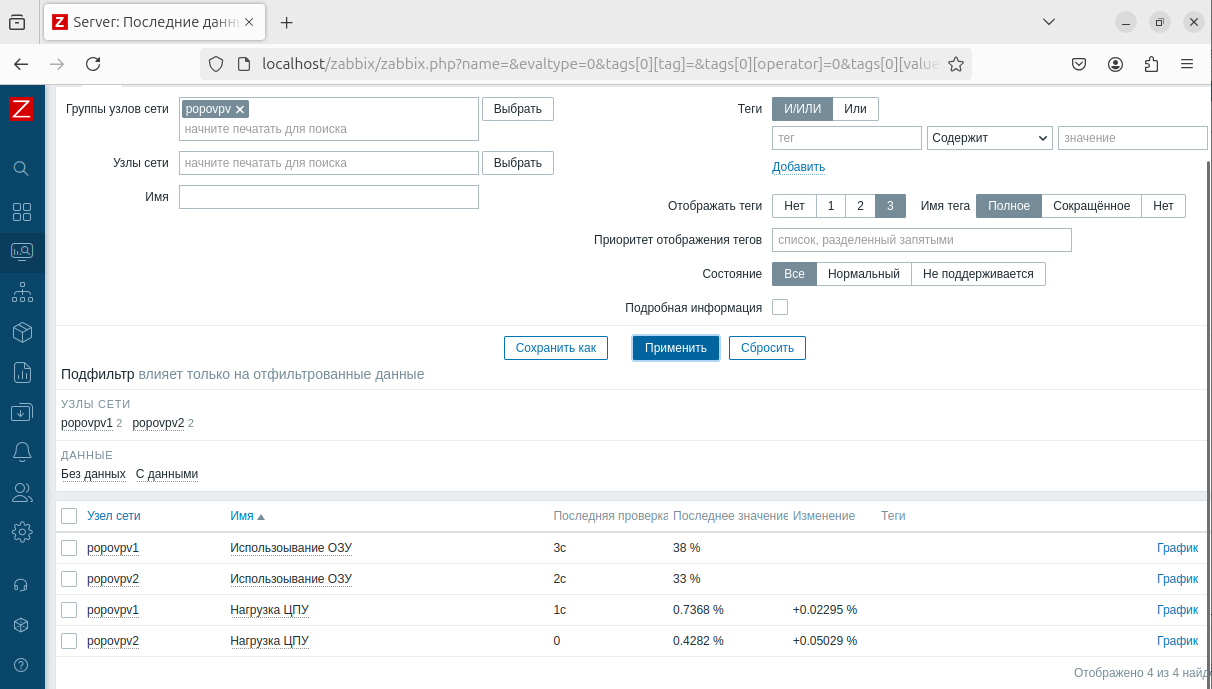 Server: Последние данн
localhost/zabbix/zabbix.php?name=&evaltype=0&tags[0][tag]=&tags[0][operator]=0&tags[0][value
Z
Группы узлов сети popovpv начните печатать для поиска Выбрать
Узлы сети начните печатать для поиска Выбрать
Имя
Теги И/ИЛИ Или
тег Содержит значение
Добавить
Отображать теги Нет 1 2 3 Имя тега Полное Сокращённое Нет
Приоритет отображения тегов список, разделенный запятыми
Состояние Все Нормальный Не поддерживается
Подробная информация
Сохранить как Применить Сбросить
Подфильтр влияет только на отфильтрованные данные
УЗЛЫ СЕТИ
popovpv1 2 popovpv2 2
ДАННЫЕ
Без данных С данными
Узел сети Имя Последняя проверка Последнее значение Изменение Теги
popovpv1 Использоывание ОЗУ 3с 38 % График
popovpv2 Использоывание ОЗУ 2с 33 % График
popovpv1 Нагрузка ЦПУ 1с 0.7368 % +0.02295 % График
popovpv2 Нагрузка ЦПУ 0 0.4282 % +0.05029 % График
Отображено 4 из 4 найд